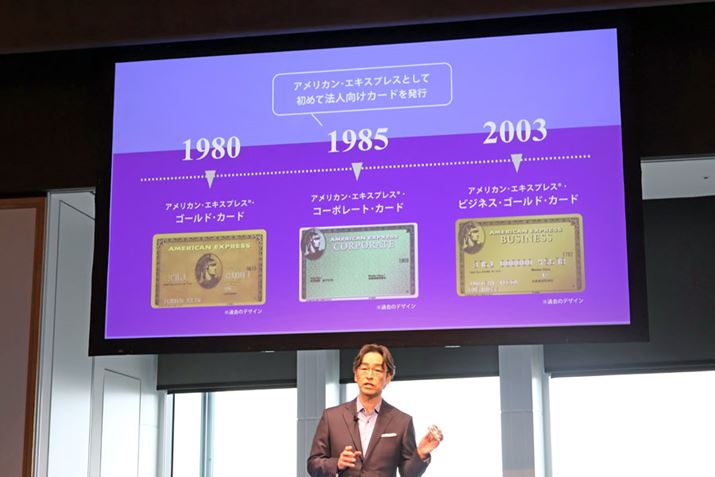 アメリカン・エキスプレスとして
初めて法人向けカードを発行
1980
1985
2003
アメリカン・エキスプレス®・
ゴールド・カード
アメリカン・エキスプレス®・
コーポレート・カード
アメリカン・エキスプレス®・
ビジネス・ゴールド・カード
AMERICAN EXPRESS
AMERICAN EXPRESS
CORPORATE
AMERICAN EXPRESS
BUSINESS
※過去のデザイン
※過去のデザイン
※過去のデザイン